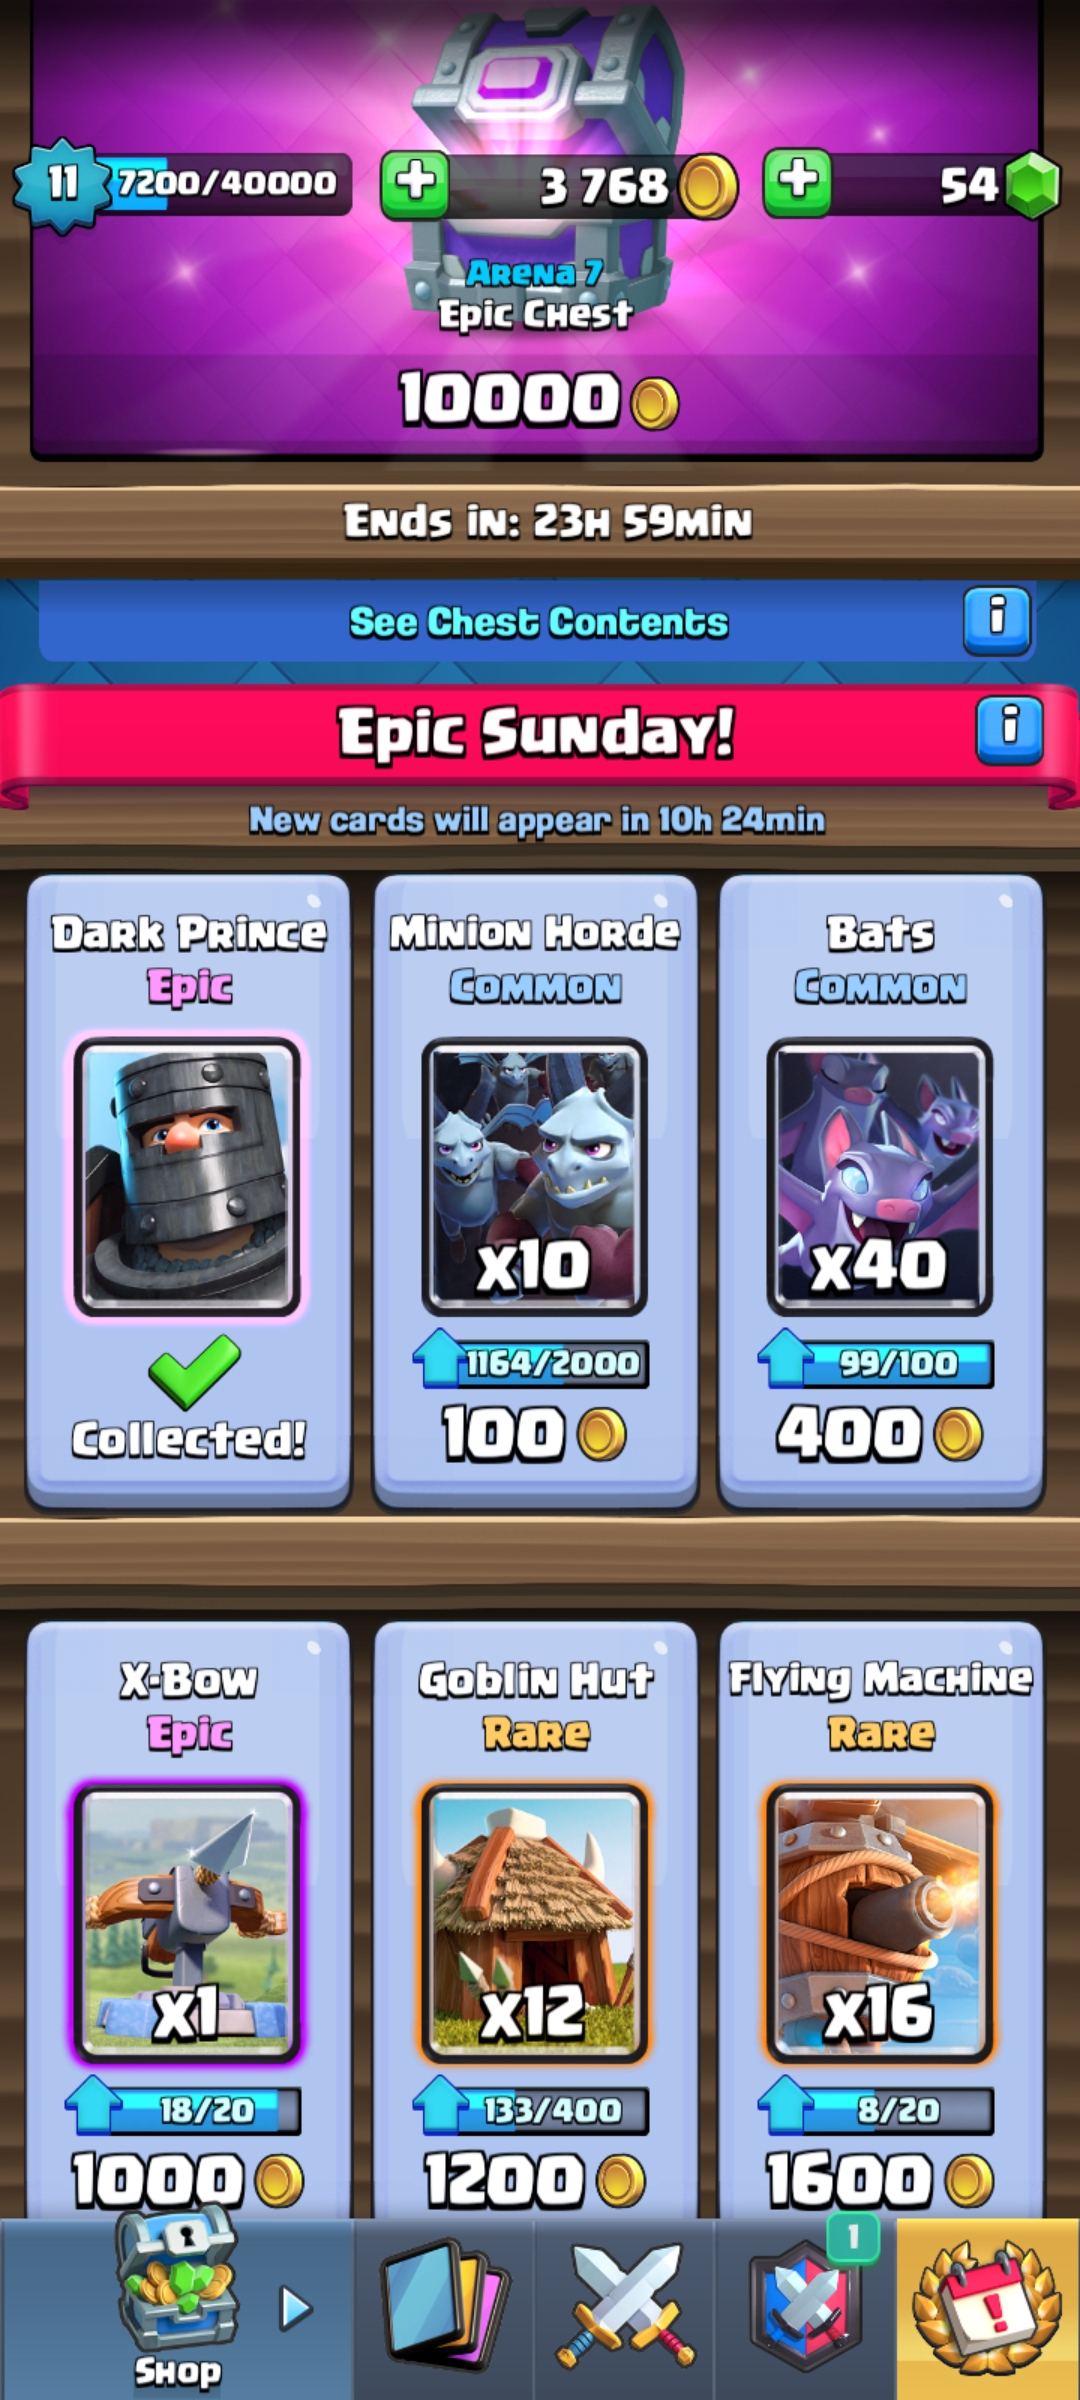 11
7200/40000
3 768
54
Arena 7
Epic Chest
10000
Ends in: 23h 59min
See Chest Contents
i
Epic Sunday!
i
New cards will appear in 10h 24min
Dark Prince
Epic
Collected!
Minion Horde
Common
x10
1164/2000
100
Bats
Common
x40
99/100
400
X-Bow
Epic
x1
18/20
1000
Goblin Hut
Rare
x12
133/400
1200
Flying Machine
Rare
x16
8/20
1600
Shop
1